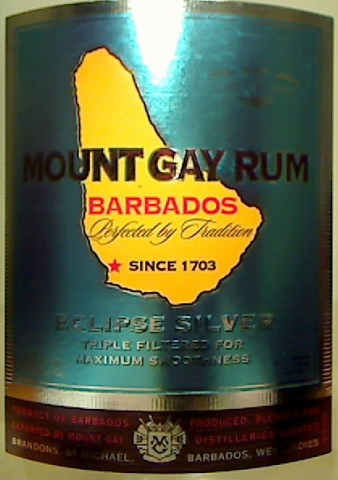 MOUNT GAY RUM
BARBADOS
Perfected by Tradition
★ SINCE 1703
ECLIPSE SILVER
TRIPLE FILTERED FOR
MAXIMUM SMOOTHNESS
PRODUCT OF BARBADOS PRODUCED, BLENDED AND
EXPORTED BY MOUNT GAY DISTILLERIES LIMITED
BRANDONS, ST. MICHAEL, BARBADOS, WEST INDIES